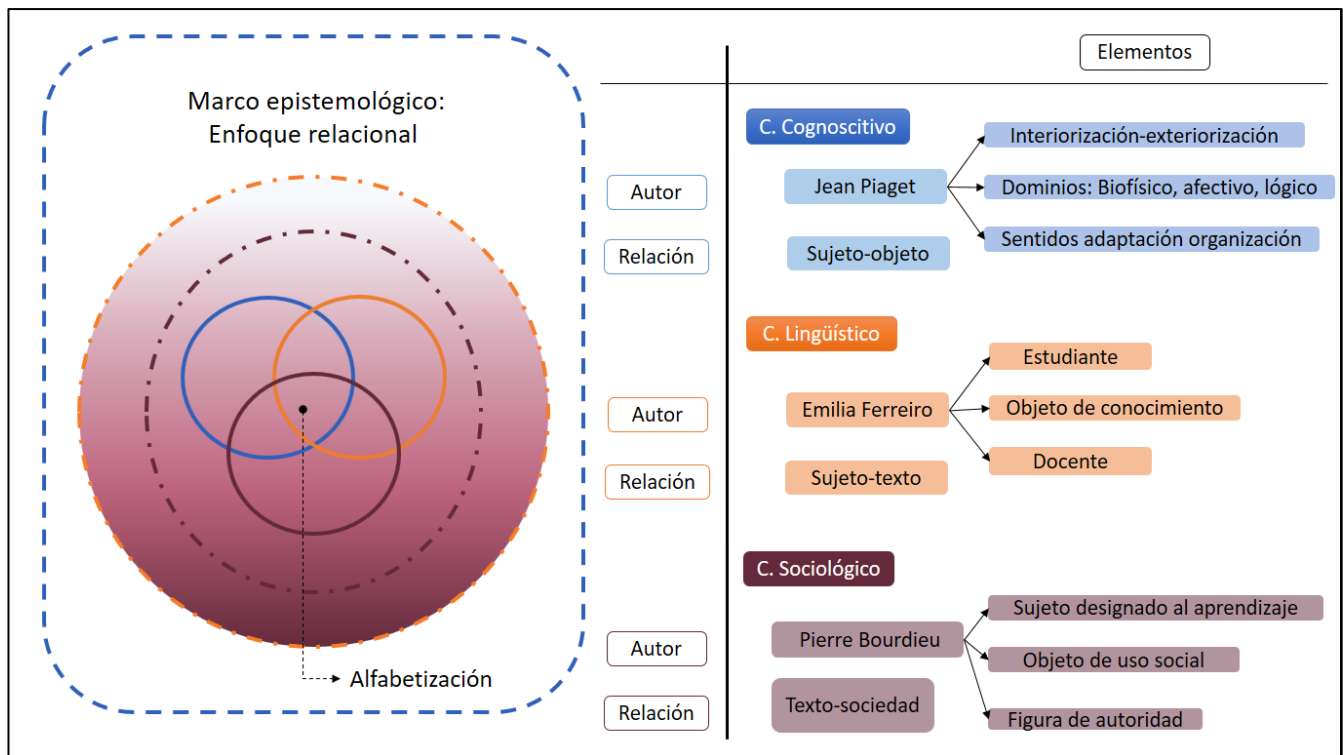 Marco epistemológico:
Enfoque relacional
Alfabetización
Elementos
C. Cognoscitivo
Autor
Jean Piaget
Interiorización-exteriorización
Dominios: Biofísico, afectivo, lógico
Sentidos adaptación organización
Relación
Sujeto-objeto
C. Lingüístico
Autor
Emilia Ferreiro
Estudiante
Objeto de conocimiento
Docente
Relación
Sujeto-texto
C. Sociológico
Autor
Pierre Bourdieu
Sujeto designado al aprendizaje
Objeto de uso social
Figura de autoridad
Relación
Texto-sociedad